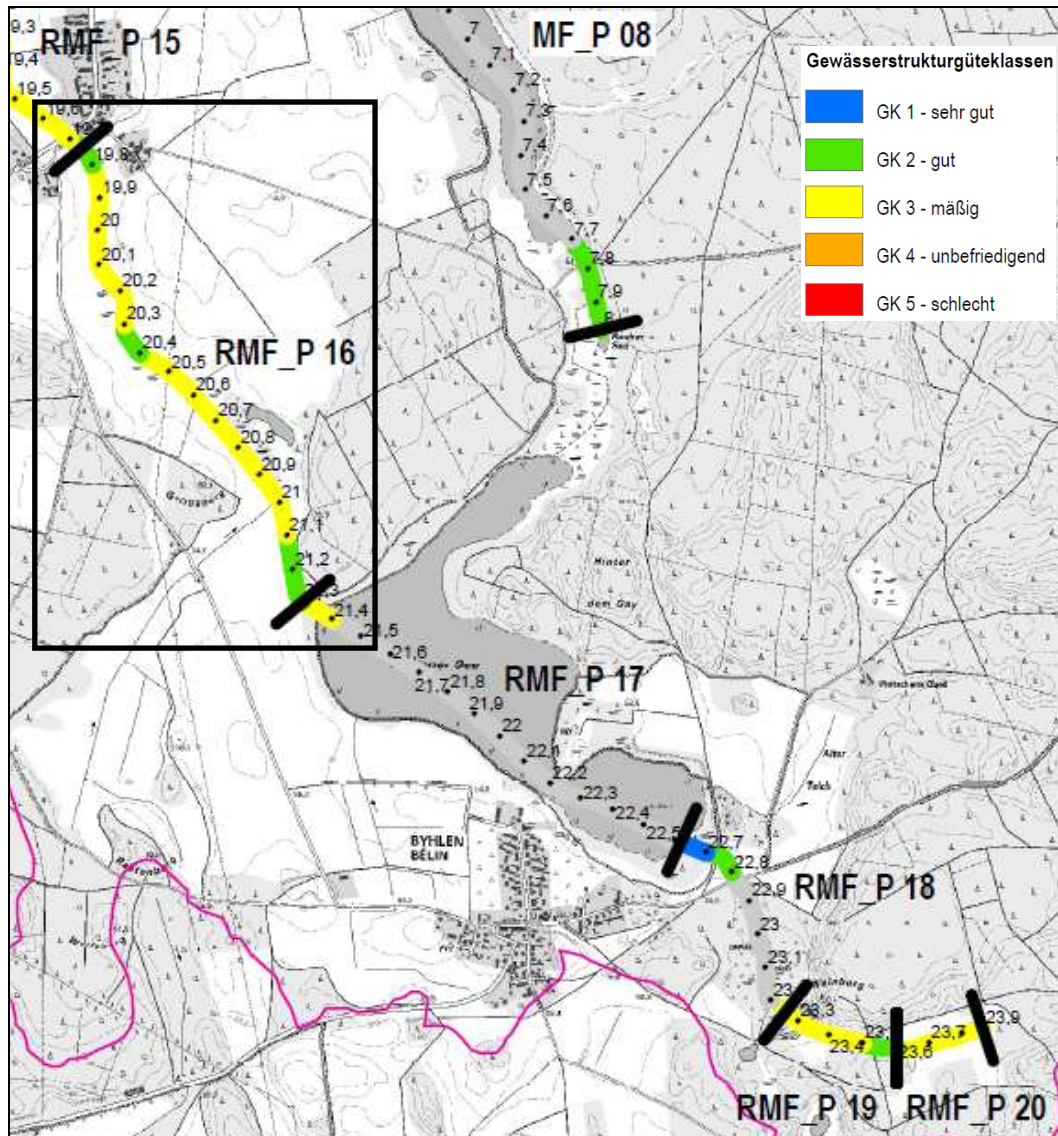 RMF_P 15
MF_P 08
Gewässerstrukturgüteklassen
GK 1 - sehr gut
GK 2 - gut
GK 3 - mäßig
GK 4 - unbefriedigend
GK 5 - schlecht
19,4
19,5
19,8
19,9
20
20,1
20,2
20,3
20,4
20,5
20,6
20,7
20,8
20,9
21
21,1
21,2
RMF_P 16
7
7,1
7,2
7,3
7,4
7,5
7,6
7,7
7,8
7,9
8
Hinter
dem Gay
21,4
21,5
21,6
21,7
21,8
21,9
22
22,1
22,2
22,3
22,4
22,5
RMF_P 17
Alter
Teich
22,7
22,8
22,9
23
23,1
BYHLEN
BĚLIN
RMF_P 18
Weinberg
23,3
23,4
23,6
23,7
23,9
RMF_P 19
RMF_P 20